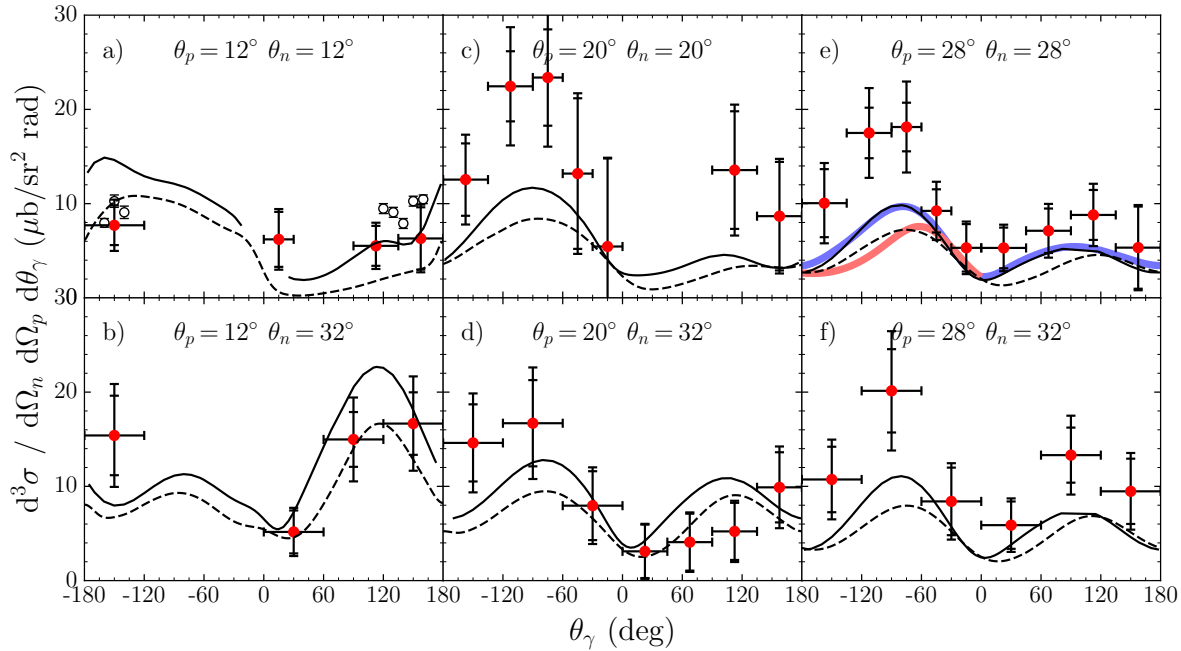 d³σ / dΩₙ dΩₚ dθᵧ (μb/sr² rad)
30
20
10
30
20
10
0
a) θₚ = 12° θₙ = 12°
c) θₚ = 20° θₙ = 20°
e) θₚ = 28° θₙ = 28°
b) θₚ = 12° θₙ = 32°
d) θₚ = 20° θₙ = 32°
f) θₚ = 28° θₙ = 32°
-180 -120 -60 0 60 120 180 -120 -60 0 60 120 180 -120 -60 0 60 120 180
θᵧ (deg)